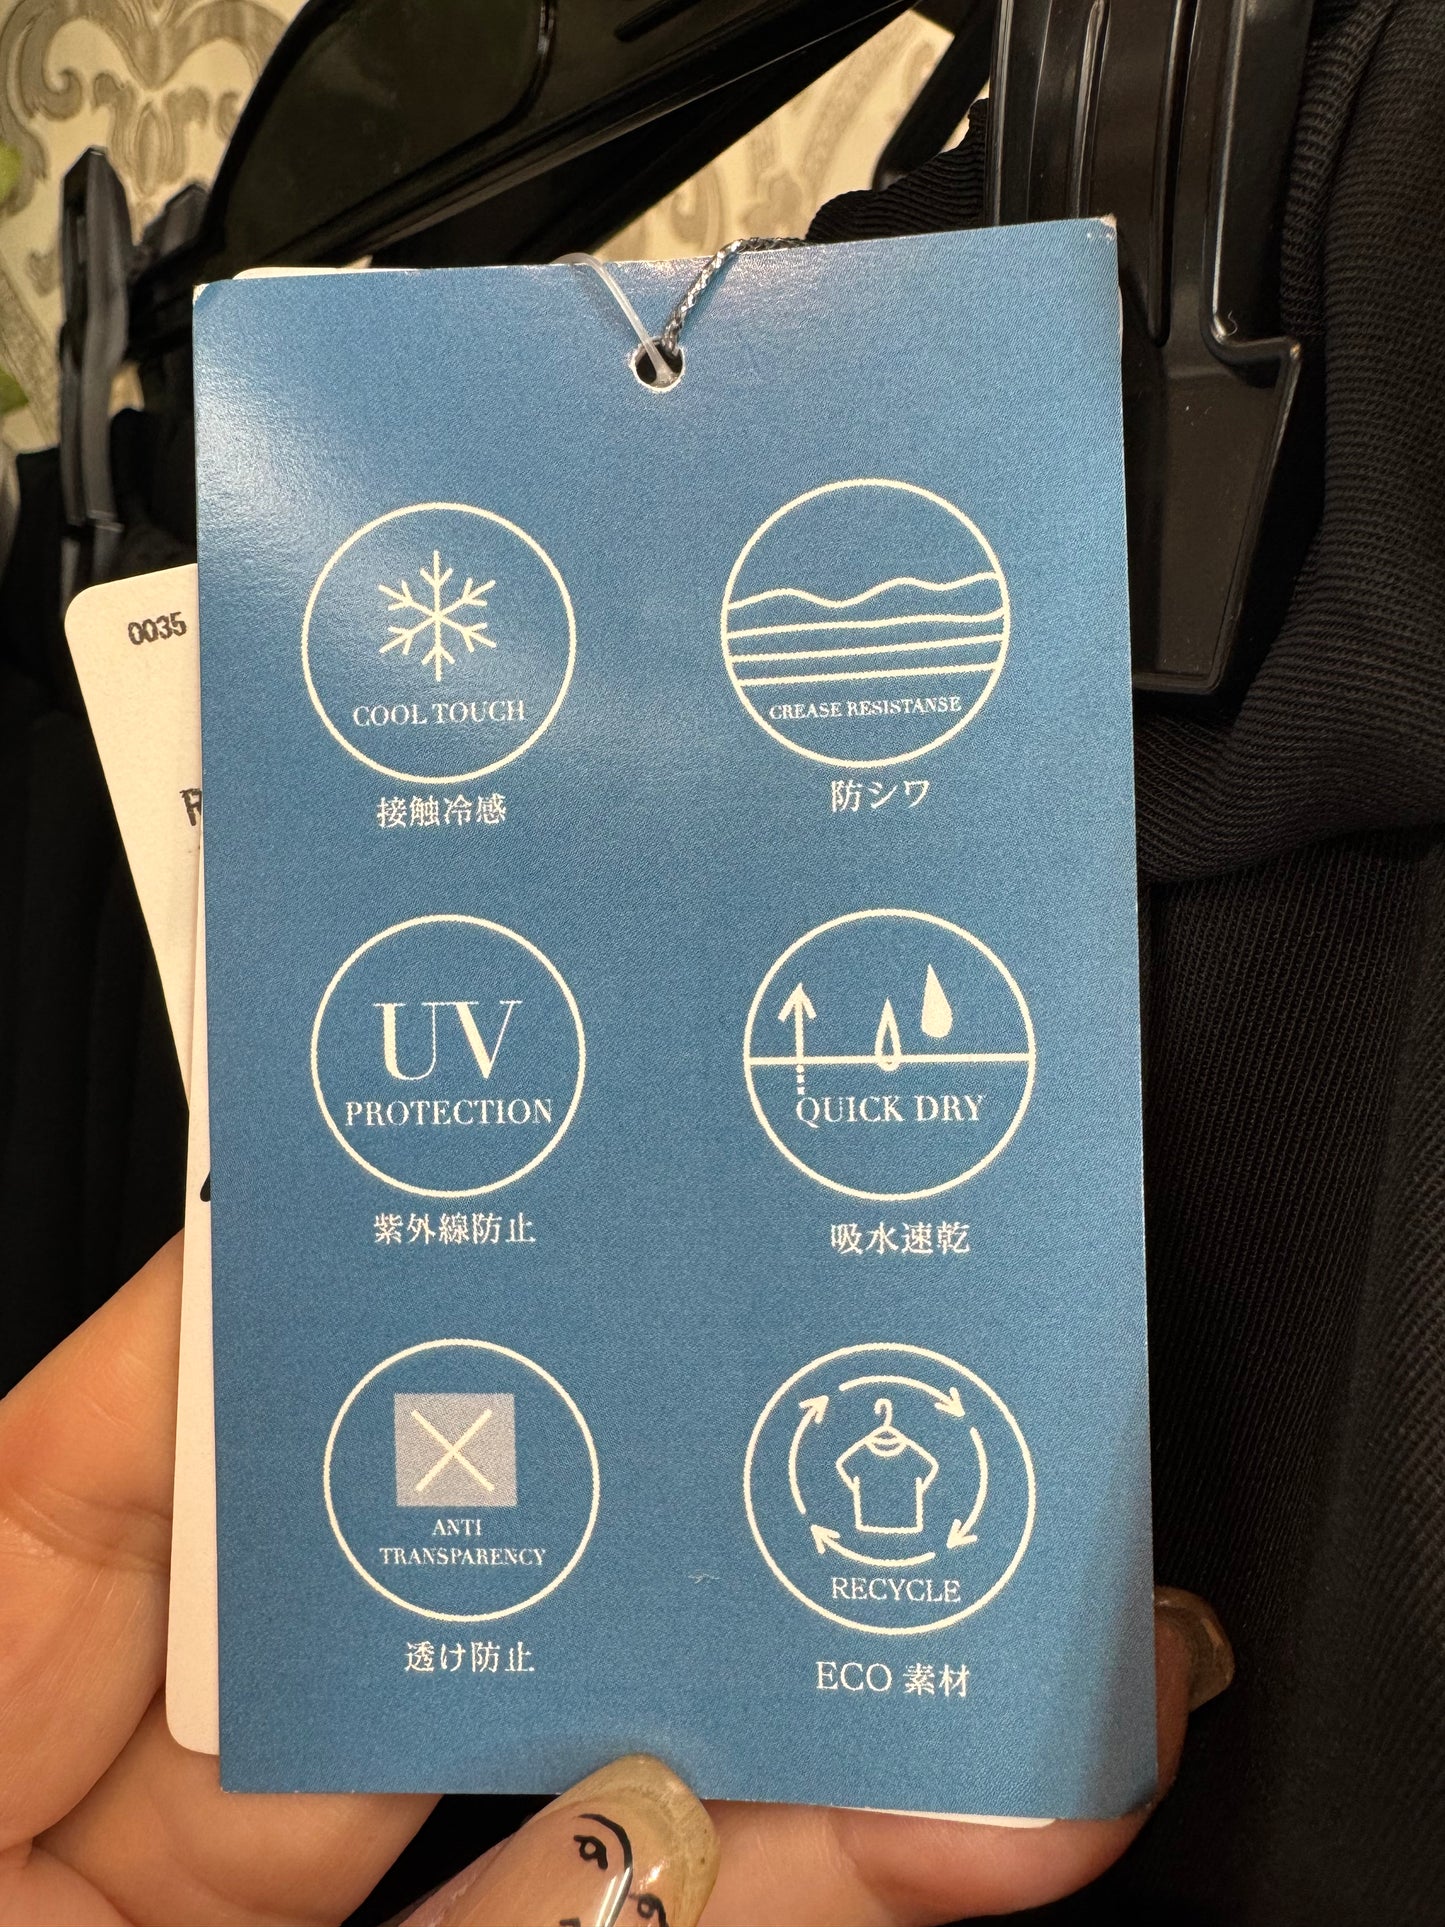 COOL TOUCH
接触冷感
CREASE RESISTANSE
防シワ
UV
PROTECTION
紫外線防止
QUICK DRY
吸水速乾
ANTI
TRANSPARENCY
透け防止
RECYCLE
ECO 素材
0035